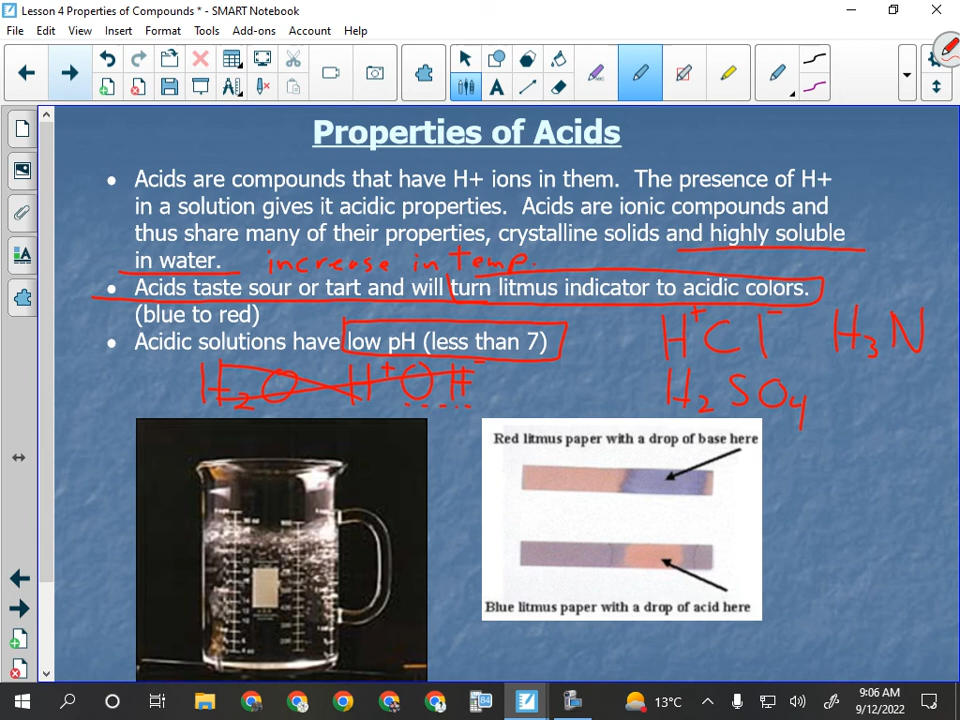 Lesson 4 Properties of Compounds * - SMART Notebook
File Edit View Insert Format Tools Add-ons Account Help
Properties of Acids
• Acids are compounds that have H+ ions in them. The presence of H+
in a solution gives it acidic properties. Acids are ionic compounds and
thus share many of their properties, crystalline solids and highly soluble
in water. increase in temp.
• Acids taste sour or tart and will turn litmus indicator to acidic colors.
(blue to red)
• Acidic solutions have low pH (less than 7)
H+Cl- H3N
H2O H+OH-
H2SO4
Red litmus paper with a drop of base here
Blue litmus paper with a drop of acid here
13°C
9:06 AM
9/12/2022